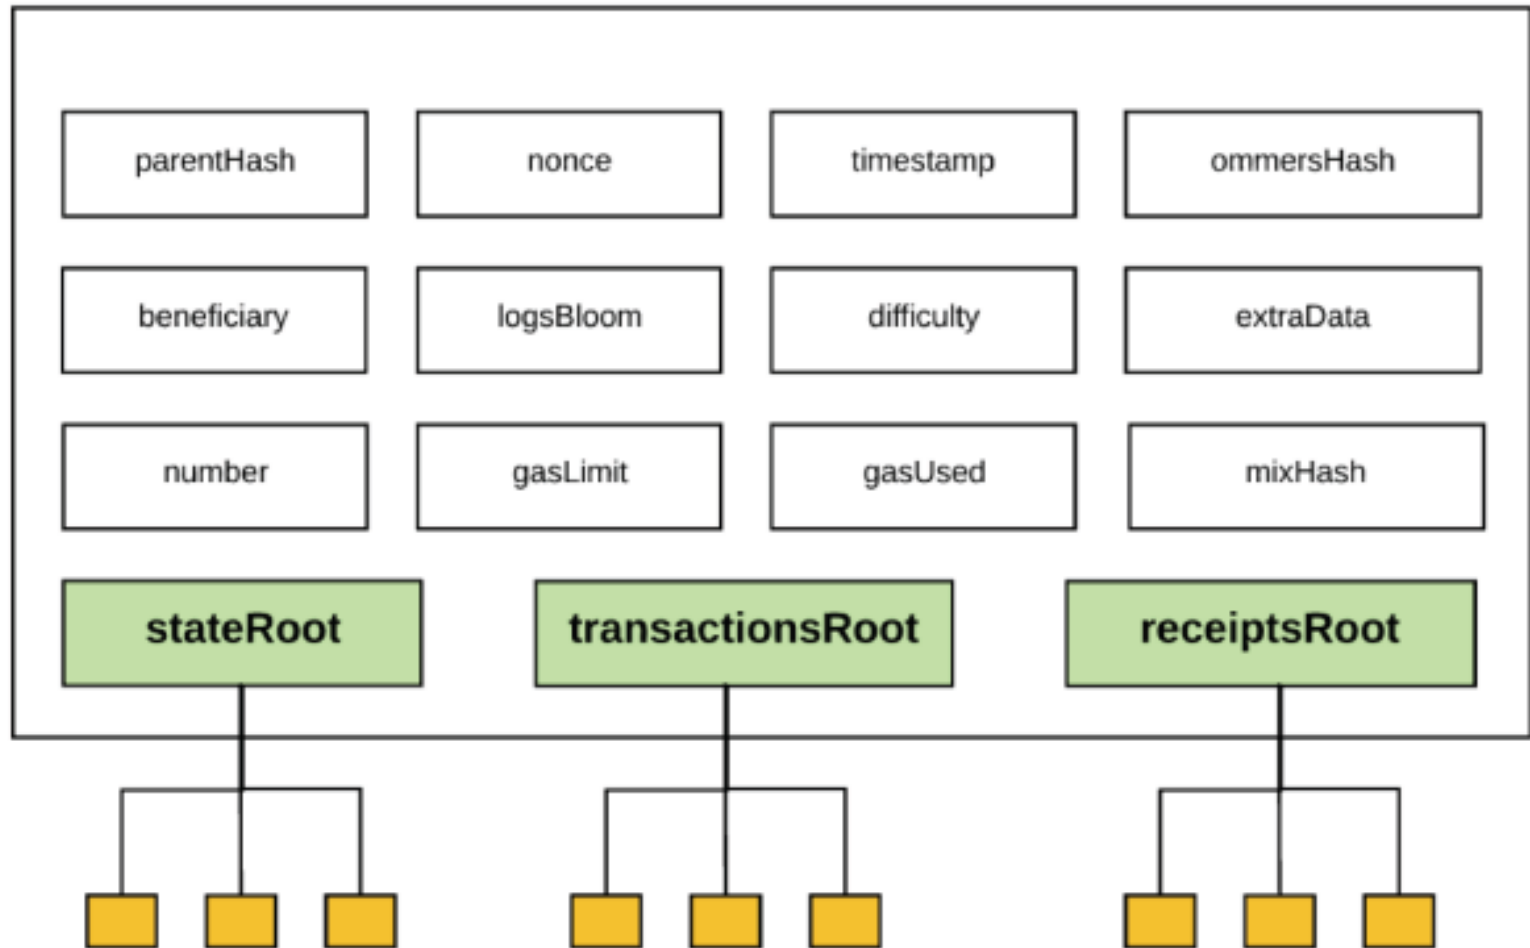 parentHash
nonce
timestamp
ommersHash
beneficiary
logsBloom
difficulty
extraData
number
gasLimit
gasUsed
mixHash
stateRoot
transactionsRoot
receiptsRoot